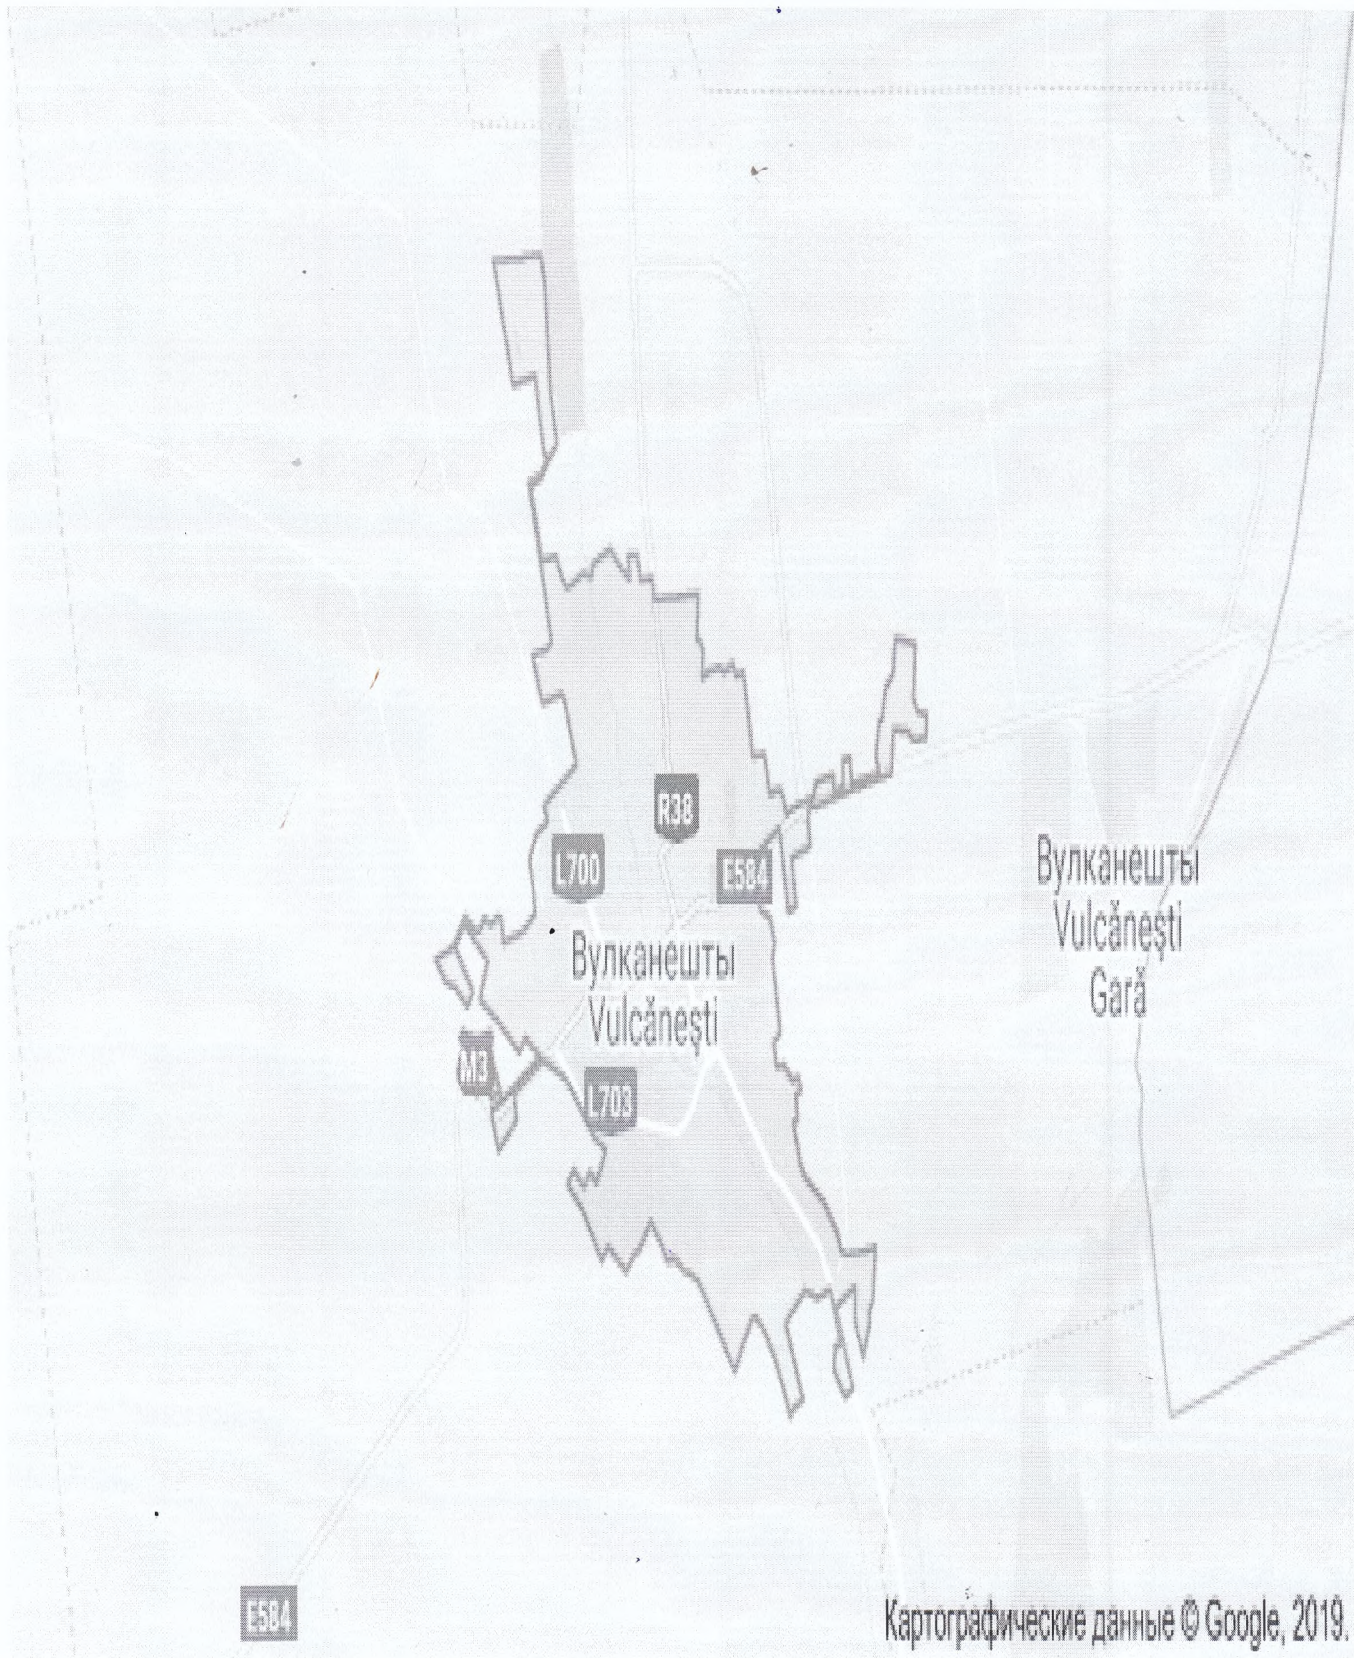 R38
L700
E584
Вулканешты
Vulcănești
Вулканешты
Vulcănești
Gară
M3
L703
E584
Картографические данные © Google, 2019.